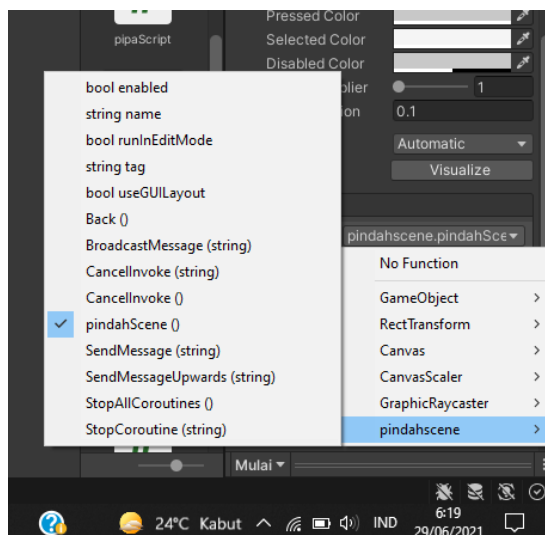 pipaScript
Pressed Color
Selected Color
Disabled Color
plier
1
ion
0.1
Automatic
Visualize
pindahscene.pindahSce
bool enabled
string name
bool runInEditMode
string tag
bool useGUILayout
Back ()
BroadcastMessage (string)
CancelInvoke (string)
CancelInvoke ()
pindahScene ()
SendMessage (string)
SendMessageUpwards (string)
StopAllCoroutines ()
StopCoroutine (string)
No Function
GameObject
RectTransform
Canvas
CanvasScaler
GraphicRaycaster
pindahscene
Mulai
24°C Kabut
IND
6:19
29/06/2021